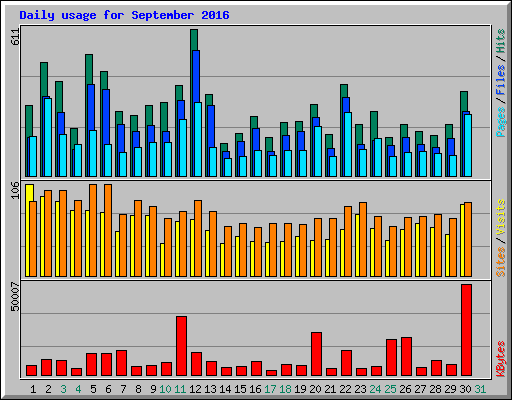 Daily usage for September 2016
611
Pages / Files / Hits
106
Sites / Visits
50007
KBytes
1 2 3 4 5 6 7 8 9 10 11 12 13 14 15 16 17 18 19 20 21 22 23 24 25 26 27 28 29 30 31